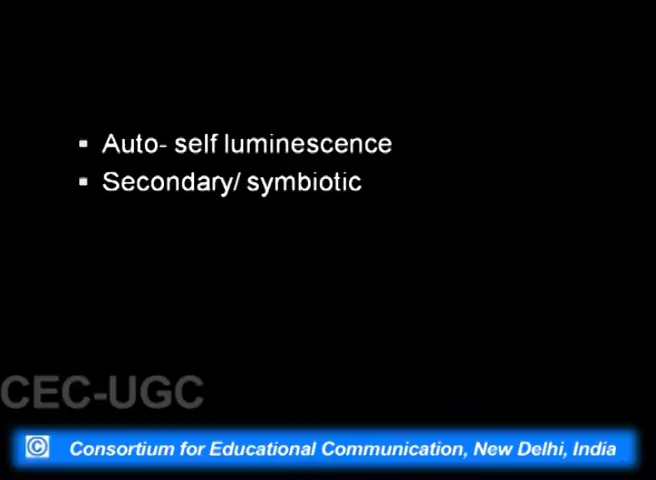 ▪ Auto- self luminescence
▪ Secondary/ symbiotic
CEC-UGC
© Consortium for Educational Communication, New Delhi, India